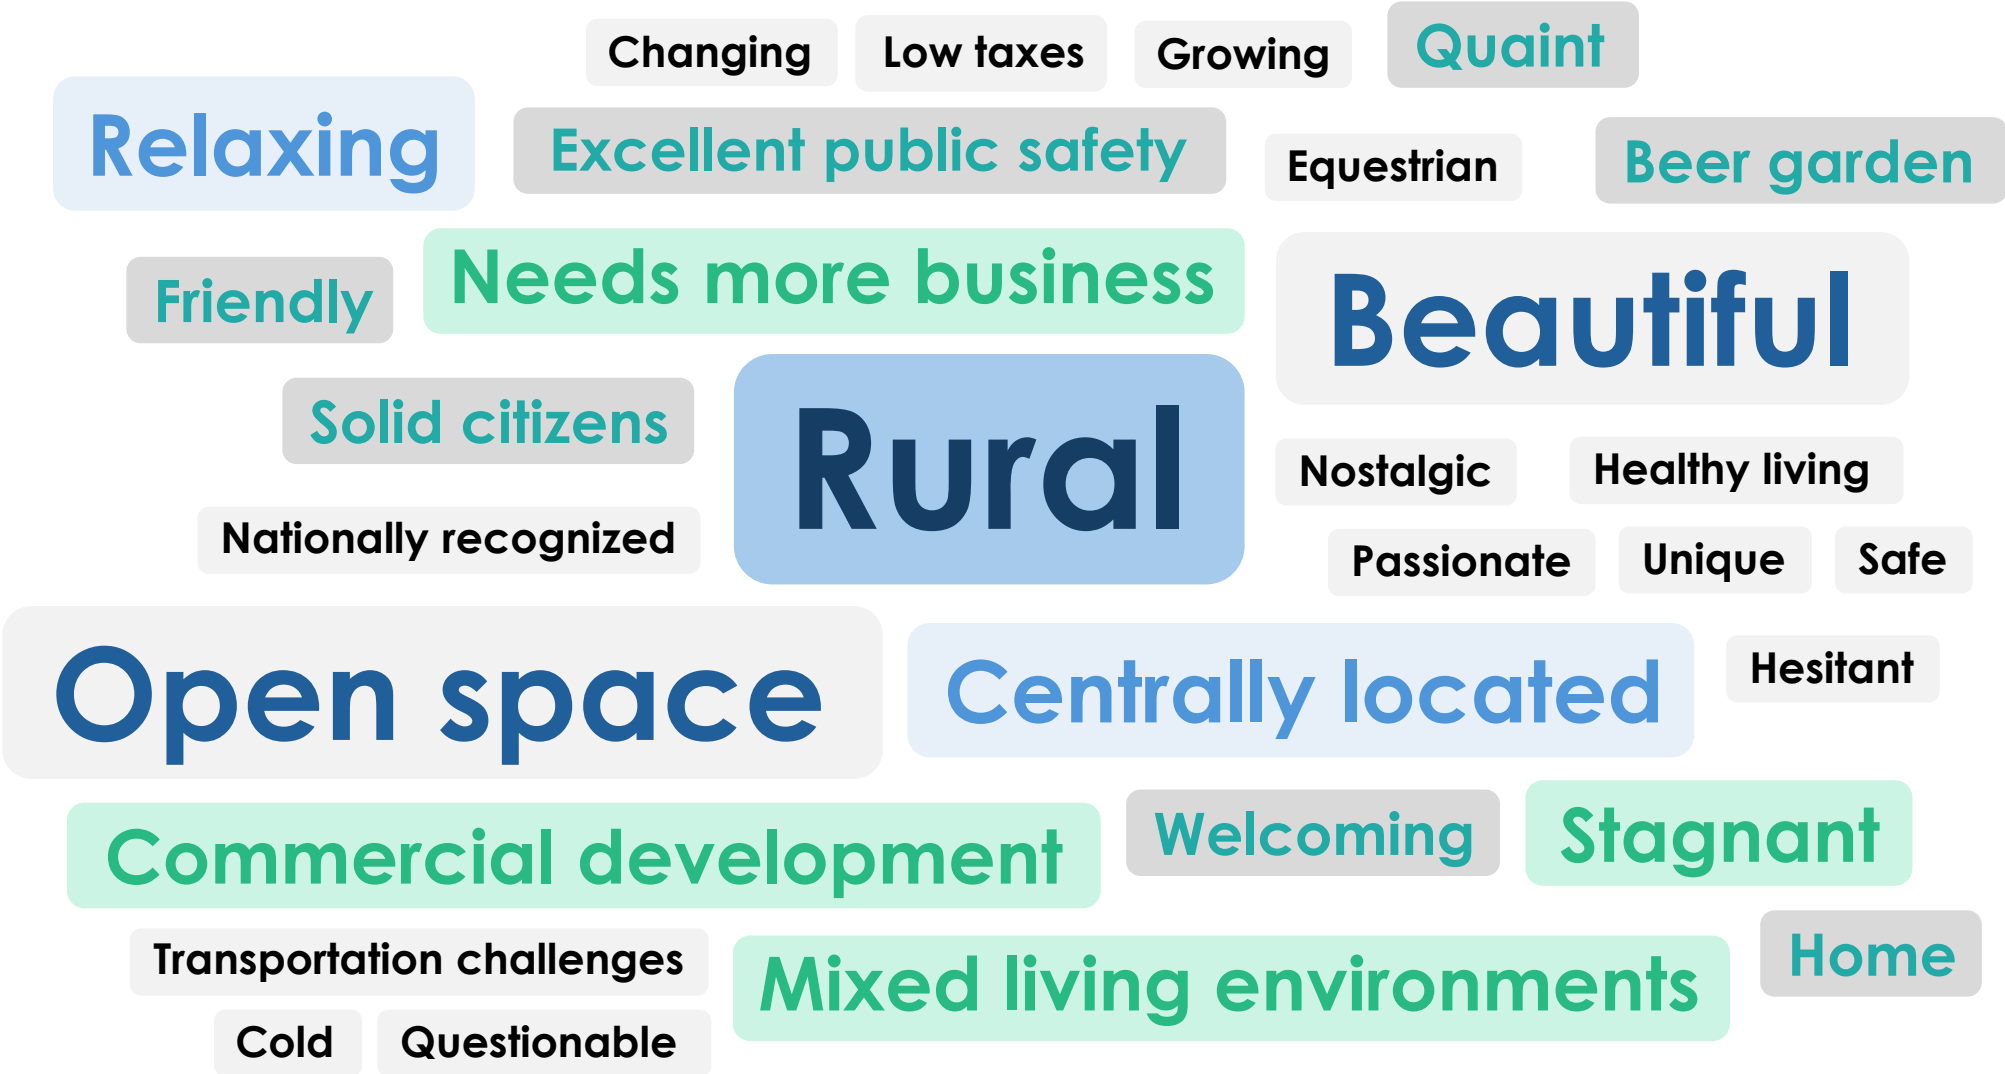 Changing
Low taxes
Growing
Quaint
Relaxing
Excellent public safety
Equestrian
Beer garden
Friendly
Needs more business
Beautiful
Solid citizens
Rural
Nostalgic
Healthy living
Nationally recognized
Passionate
Unique
Safe
Open space
Centrally located
Hesitant
Commercial development
Welcoming
Stagnant
Transportation challenges
Mixed living environments
Home
Cold
Questionable